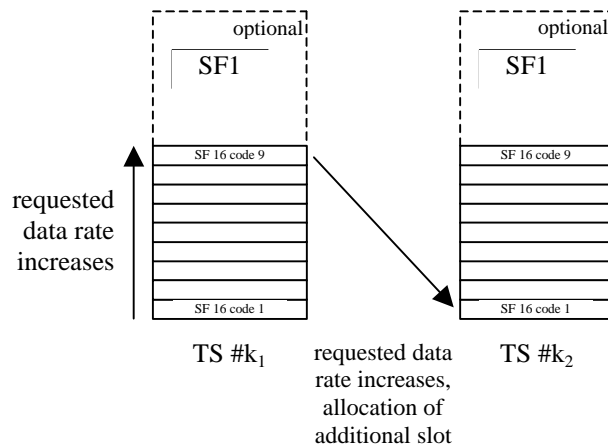 optional
SF1
SF 16 code 9
requested
data rate
increases
SF 16 code 1
TS #k1
requested data
rate increases,
allocation of
additional slot
optional
SF1
SF 16 code 9
SF 16 code 1
TS #k2